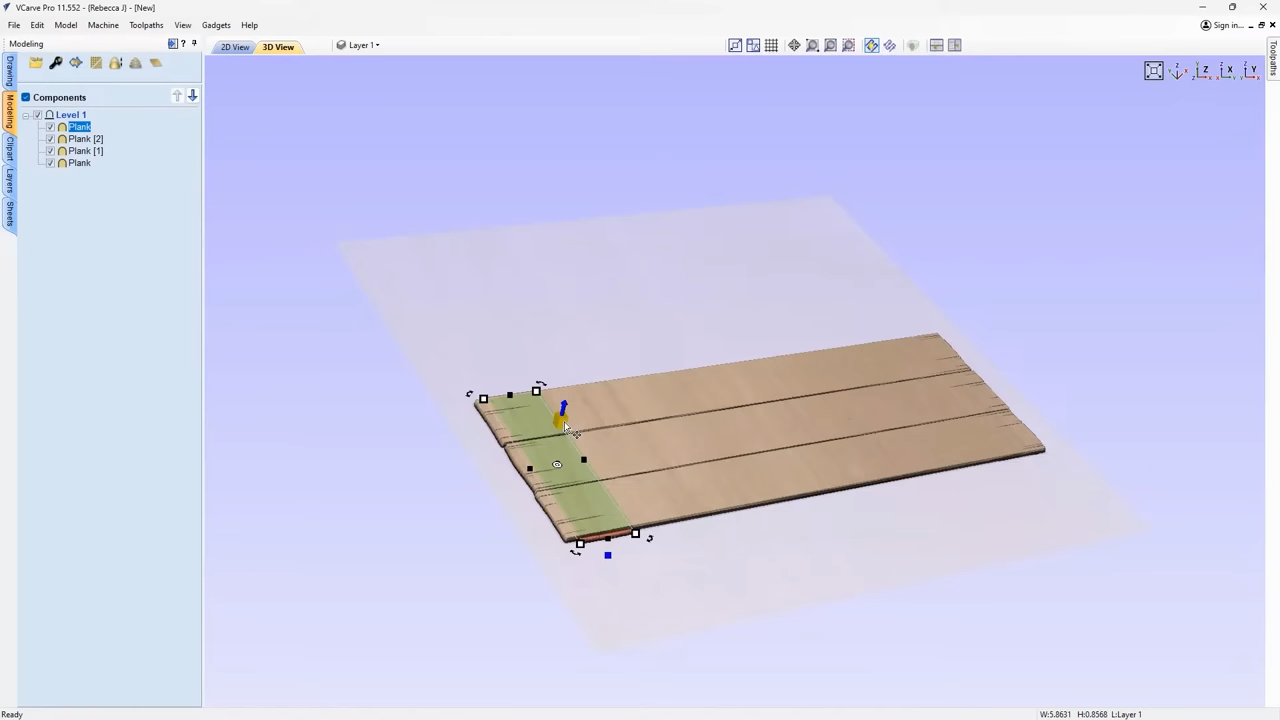 VCarve Pro 11.552 - {Rebecca J} - [New]
File Edit Model Machine Toolpaths View Gadgets Help
Sign in...
Modeling
2D View
3D View
Layer 1
Toolpaths
Drawing
Modeling
Clipart
Layers
Sheets
Components
Level 1
Plank
Plank [2]
Plank [1]
Plank
Z
X
Y
Ready
W:5.8631 H:0.8568 L:Layer 1